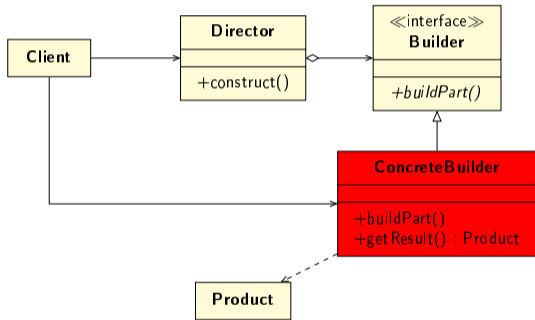 Client
Director
+construct()
≪interface≫
Builder
+buildPart()
ConcreteBuilder
+buildPart()
+getResult() : Product
Product